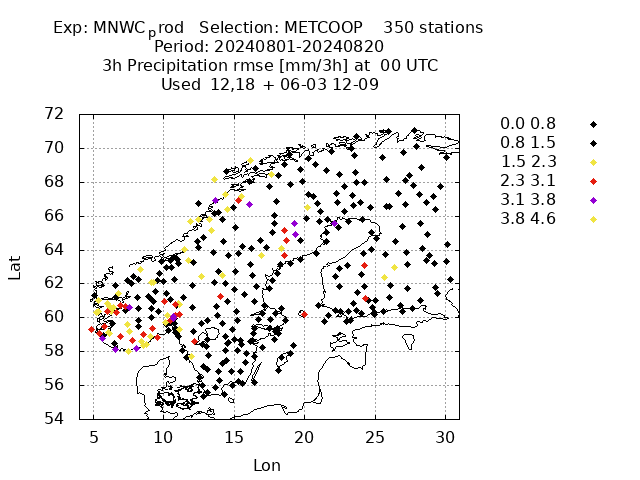 Exp: MNWCprod   Selection: METCOOP    350 stations
Period: 20240801-20240820
3h Precipitation rmse [mm/3h] at  00 UTC
Used  12,18 + 06-03 12-09
72
70
68
66
64
62
60
58
56
54
Lat
5 10 15 20 25 30
Lon
0.0 0.8
0.8 1.5
1.5 2.3
2.3 3.1
3.1 3.8
3.8 4.6